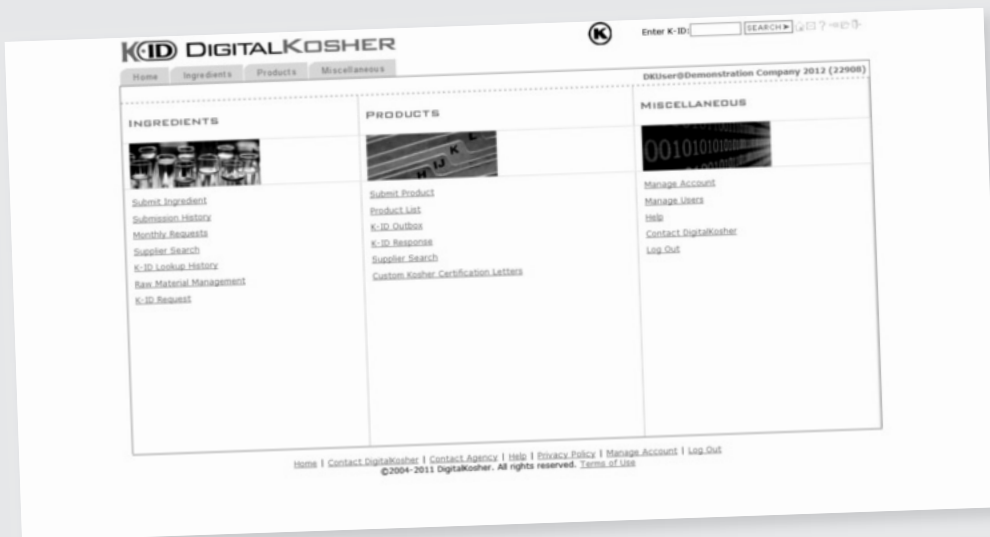 K·ID DIGITALKOSHER
K
Enter K-ID: SEARCH
Home Ingredients Products Miscellaneous
DKUser@Demonstration Company 2012 (22908)
INGREDIENTS
Submit Ingredient
Submission History
Monthly Requests
Supplier Search
K-ID Lookup History
Raw Material Management
K-ID Request
PRODUCTS
H IJ K L
Submit Product
Product List
K-ID Outbox
K-ID Response
Supplier Search
Custom Kosher Certification Letters
MISCELLANEOUS
001010101010
Manage Account
Manage Users
Help
Contact DigitalKosher
Log Out
Home | Contact DigitalKosher | Contact Agency | Help | Privacy Policy | Manage Account | Log Out
©2004-2011 DigitalKosher. All rights reserved. Terms of Use